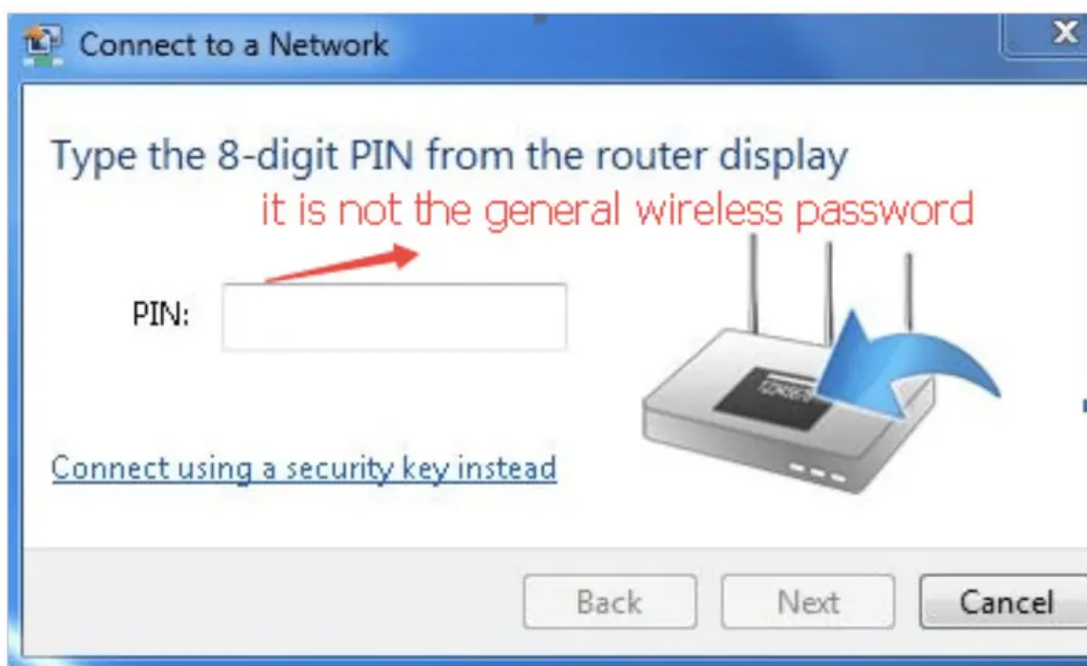 Connect to a Network
Type the 8-digit PIN from the router display
it is not the general wireless password
PIN:
Connect using a security key instead
Back
Next
Cancel